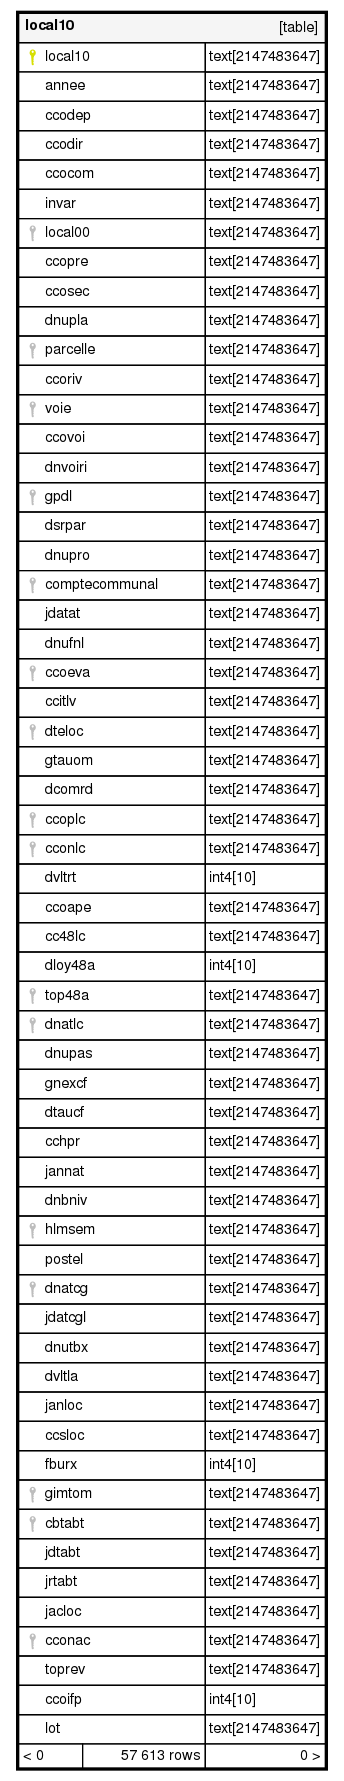 local10 [table]
local10 text[2147483647]
annee text[2147483647]
ccodep text[2147483647]
ccodir text[2147483647]
ccocom text[2147483647]
invar text[2147483647]
local00 text[2147483647]
ccopre text[2147483647]
ccosec text[2147483647]
dnupla text[2147483647]
parcelle text[2147483647]
ccoriv text[2147483647]
voie text[2147483647]
ccovoi text[2147483647]
dnvoiri text[2147483647]
gpdl text[2147483647]
dsrpar text[2147483647]
dnupro text[2147483647]
comptecommunal text[2147483647]
jdatat text[2147483647]
dnufnl text[2147483647]
ccoeva text[2147483647]
ccitlv text[2147483647]
dteloc text[2147483647]
gtauom text[2147483647]
dcomrd text[2147483647]
ccoplc text[2147483647]
cconlc text[2147483647]
dvltrt int4[10]
ccoape text[2147483647]
cc48lc text[2147483647]
dloy48a int4[10]
top48a text[2147483647]
dnatlc text[2147483647]
dnupas text[2147483647]
gnexcf text[2147483647]
dtaucf text[2147483647]
cchpr text[2147483647]
jannat text[2147483647]
dnbniv text[2147483647]
hlmsem text[2147483647]
postel text[2147483647]
dnatcg text[2147483647]
jdatcgl text[2147483647]
dnutbx text[2147483647]
dvltla text[2147483647]
janloc text[2147483647]
ccsloc text[2147483647]
fburx int4[10]
gimtom text[2147483647]
cbtabt text[2147483647]
jdtabt text[2147483647]
jrtabt text[2147483647]
jacloc text[2147483647]
cconac text[2147483647]
toprev text[2147483647]
ccoifp int4[10]
lot text[2147483647]
< 0 57 613 rows 0 >